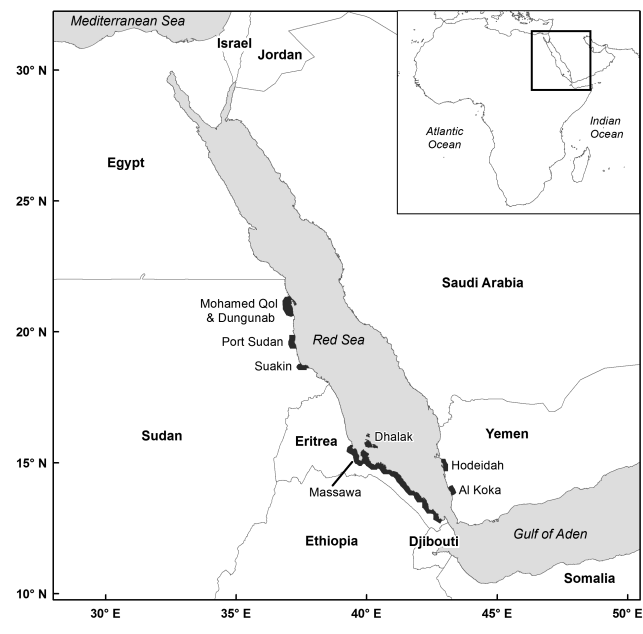 Mediterranean Sea
Israel
Jordan
30° N
Atlantic
Ocean
Indian
Ocean
Egypt
25° N
Saudi Arabia
Mohamed Qol
& Dungunab
20° N
Port Sudan
Red Sea
Suakin
Sudan
Eritrea
Dhalak
Yemen
15° N
Hodeidah
Massawa
Al Koka
Ethiopia
Djibouti
Gulf of Aden
Somalia
10° N
30° E
35° E
40° E
45° E
50° E